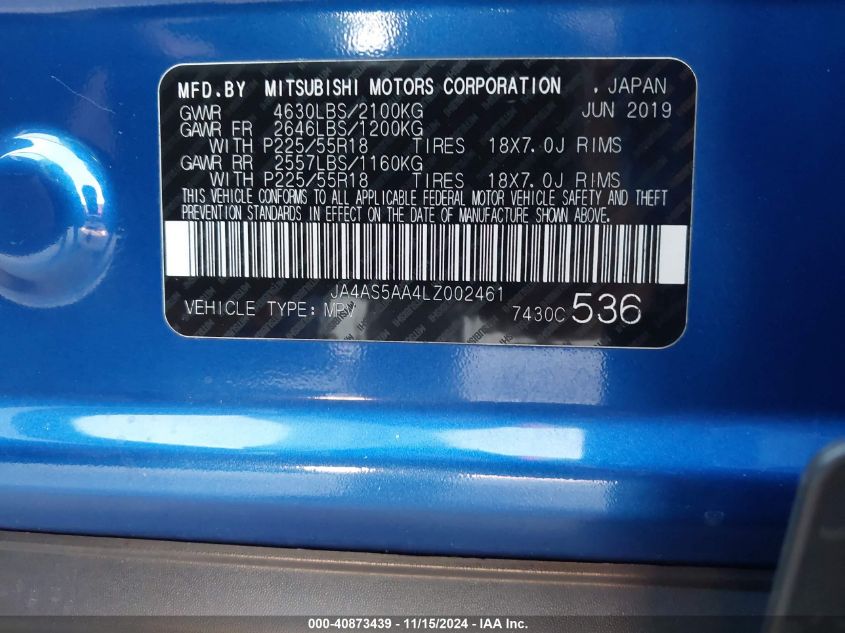 MFD.BY MITSUBISHI MOTORS CORPORATION , JAPAN
GVWR 4630LBS/2100KG JUN 2019
GAWR FR 2646LBS/1200KG
WITH P225/55R18 TIRES 18X7.0J RIMS
GAWR RR 2557LBS/1160KG
WITH P225/55R18 TIRES 18X7.0J RIMS
THIS VEHICLE CONFORMS TO ALL APPLICABLE FEDERAL MOTOR VEHICLE SAFETY AND THEFT
PREVENTION STANDARDS IN EFFECT ON THE DATE OF MANUFACTURE SHOWN ABOVE.
JA4AS5AA4LZ002461
VEHICLE TYPE: MPV 7430C 536
000-40873439 - 11/15/2024 - IAA Inc.